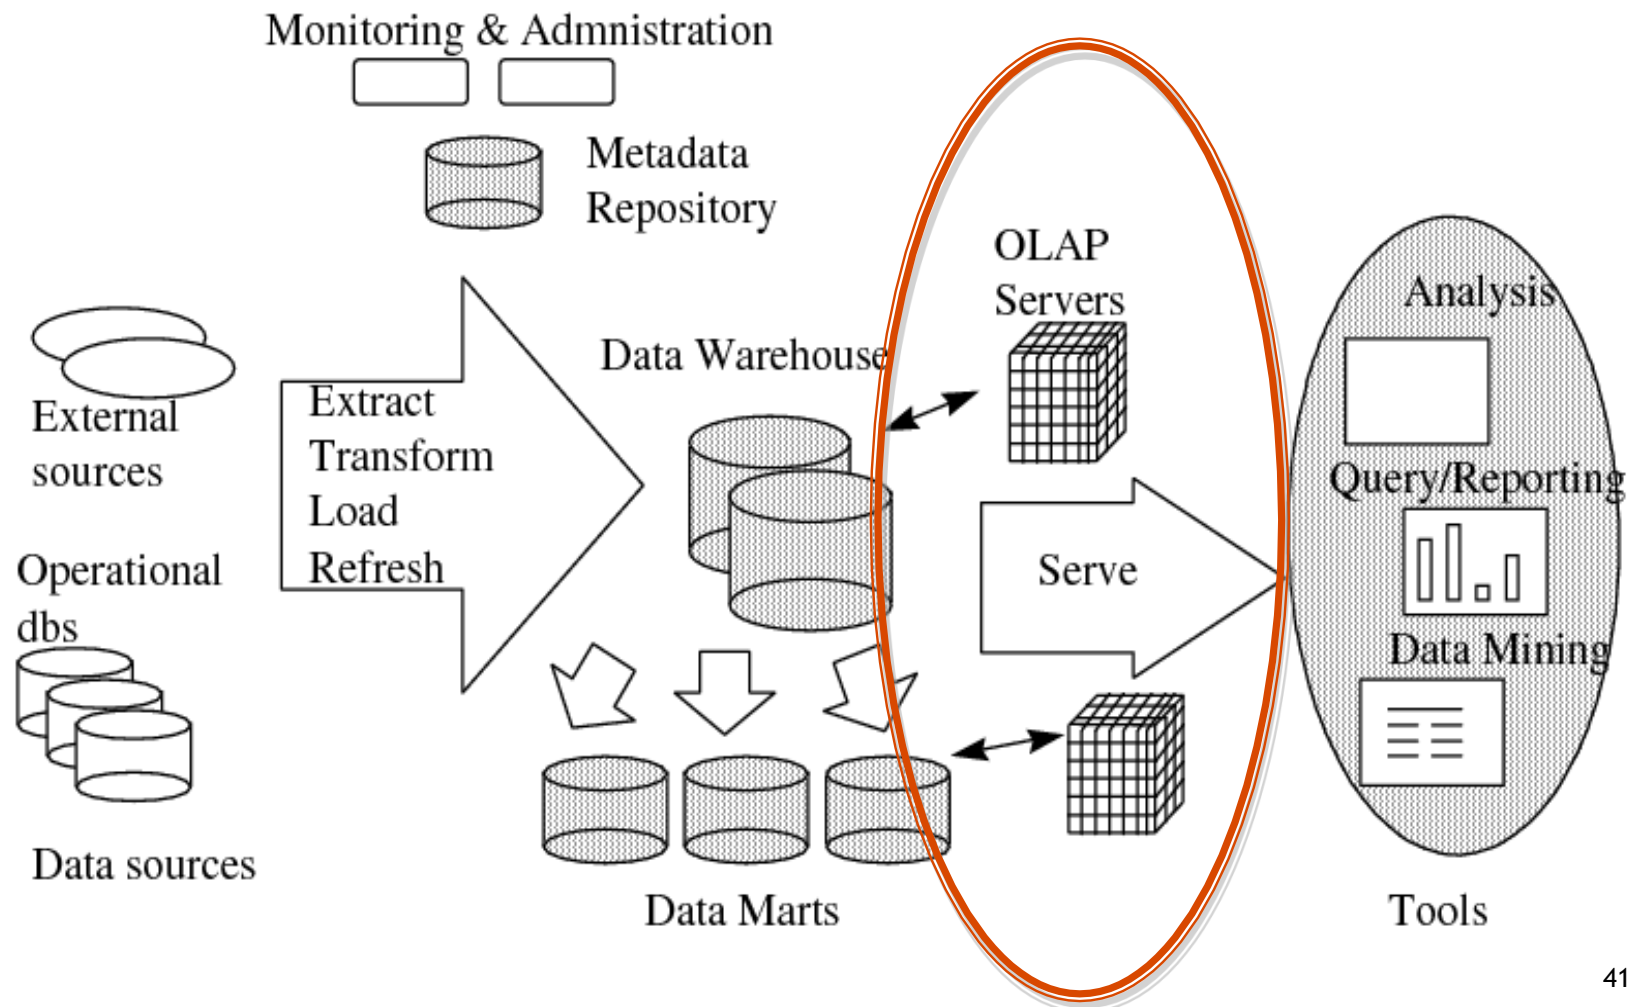 Monitoring & Admnistration
Metadata
Repository
OLAP
Servers
Analysis
Data Warehouse
External
sources
Extract
Transform
Load
Refresh
Query/Reporting
Operational
dbs
Serve
Data Mining
Data sources
Data Marts
Tools
41